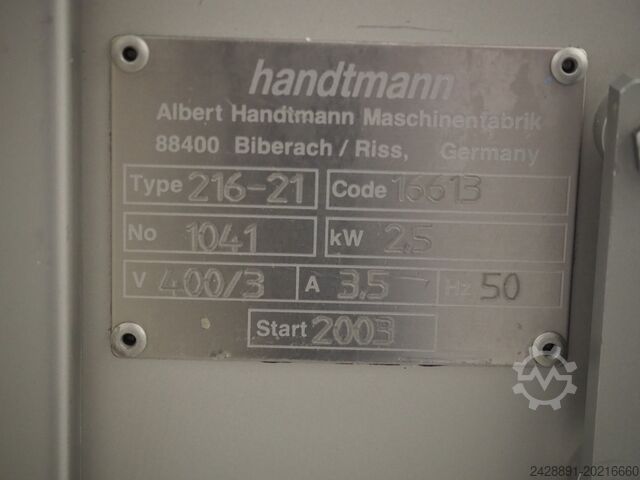 handtmann
Albert Handtmann Maschinenfabrik
88400 Biberach / Riss, Germany
Type 216-21 Code 16613
No 1041 kW 2.5
V 400/3 A 3.5 Hz 50
Start 2003
2428891-20216660